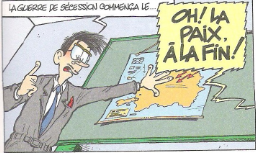 LA GUERRE DE SÉCESSION COMMENÇA LE....
OH! LA
PAIX,
À LA FIN!